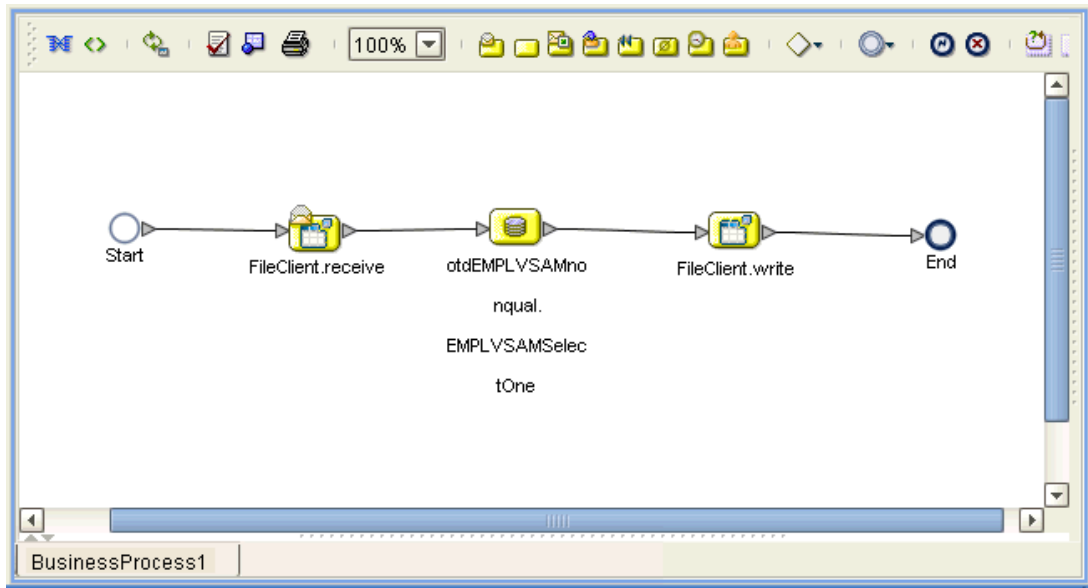 100%
Start
FileClient.receive
otdEMPLVSAMno
nqual.
EMPLVSAMSelec
tOne
FileClient.write
End
BusinessProcess1